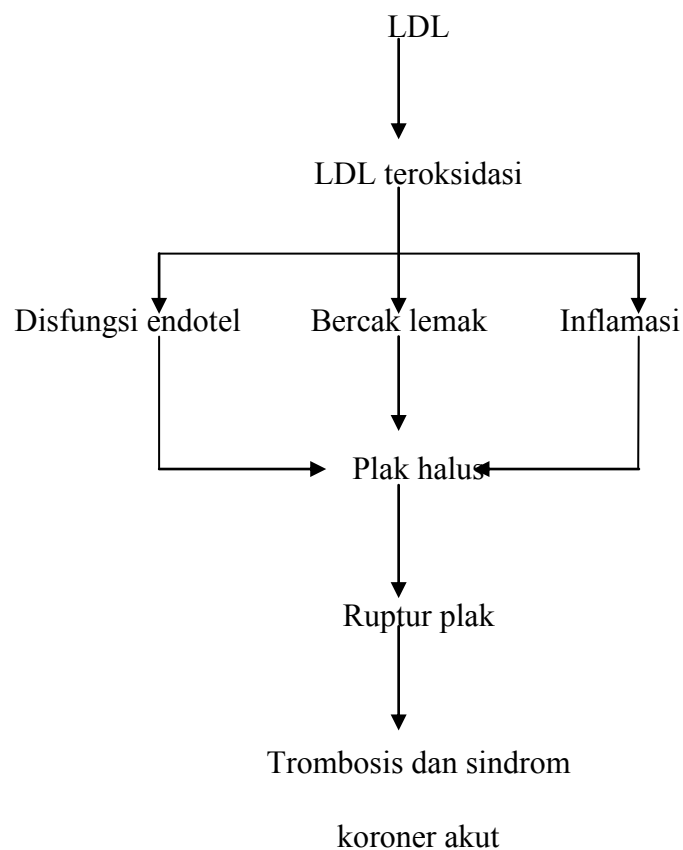 LDL
LDL teroksidasi
Disfungsi endotel
Bercak lemak
Inflamasi
Plak halus
Ruptur plak
Trombosis dan sindrom
koroner akut